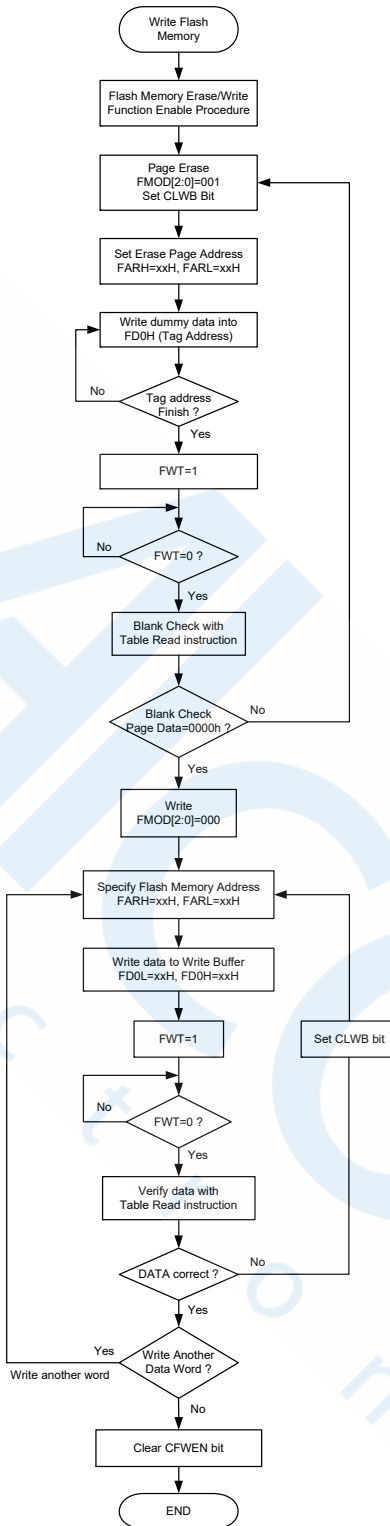 Write Flash
Memory
Flash Memory Erase/Write
Function Enable Procedure
Page Erase
FMOD[2:0]=001
Set CLWB Bit
Set Erase Page Address
FARH=xxH, FARL=xxH
Write dummy data into
FD0H (Tag Address)
No
Tag address
Finish ?
Yes
FWT=1
No
FWT=0 ?
Yes
Blank Check with
Table Read instruction
No
Blank Check
Page Data=0000h ?
Yes
Write
FMOD[2:0]=000
Specify Flash Memory Address
FARH=xxH, FARL=xxH
Write data to Write Buffer
FD0L=xxH, FD0H=xxH
FWT=1
Set CLWB bit
No
FWT=0 ?
Yes
Verify data with
Table Read instruction
No
DATA correct ?
Yes
Yes
Write another word
Write Another
Data Word ?
No
Clear CFWEN bit
END